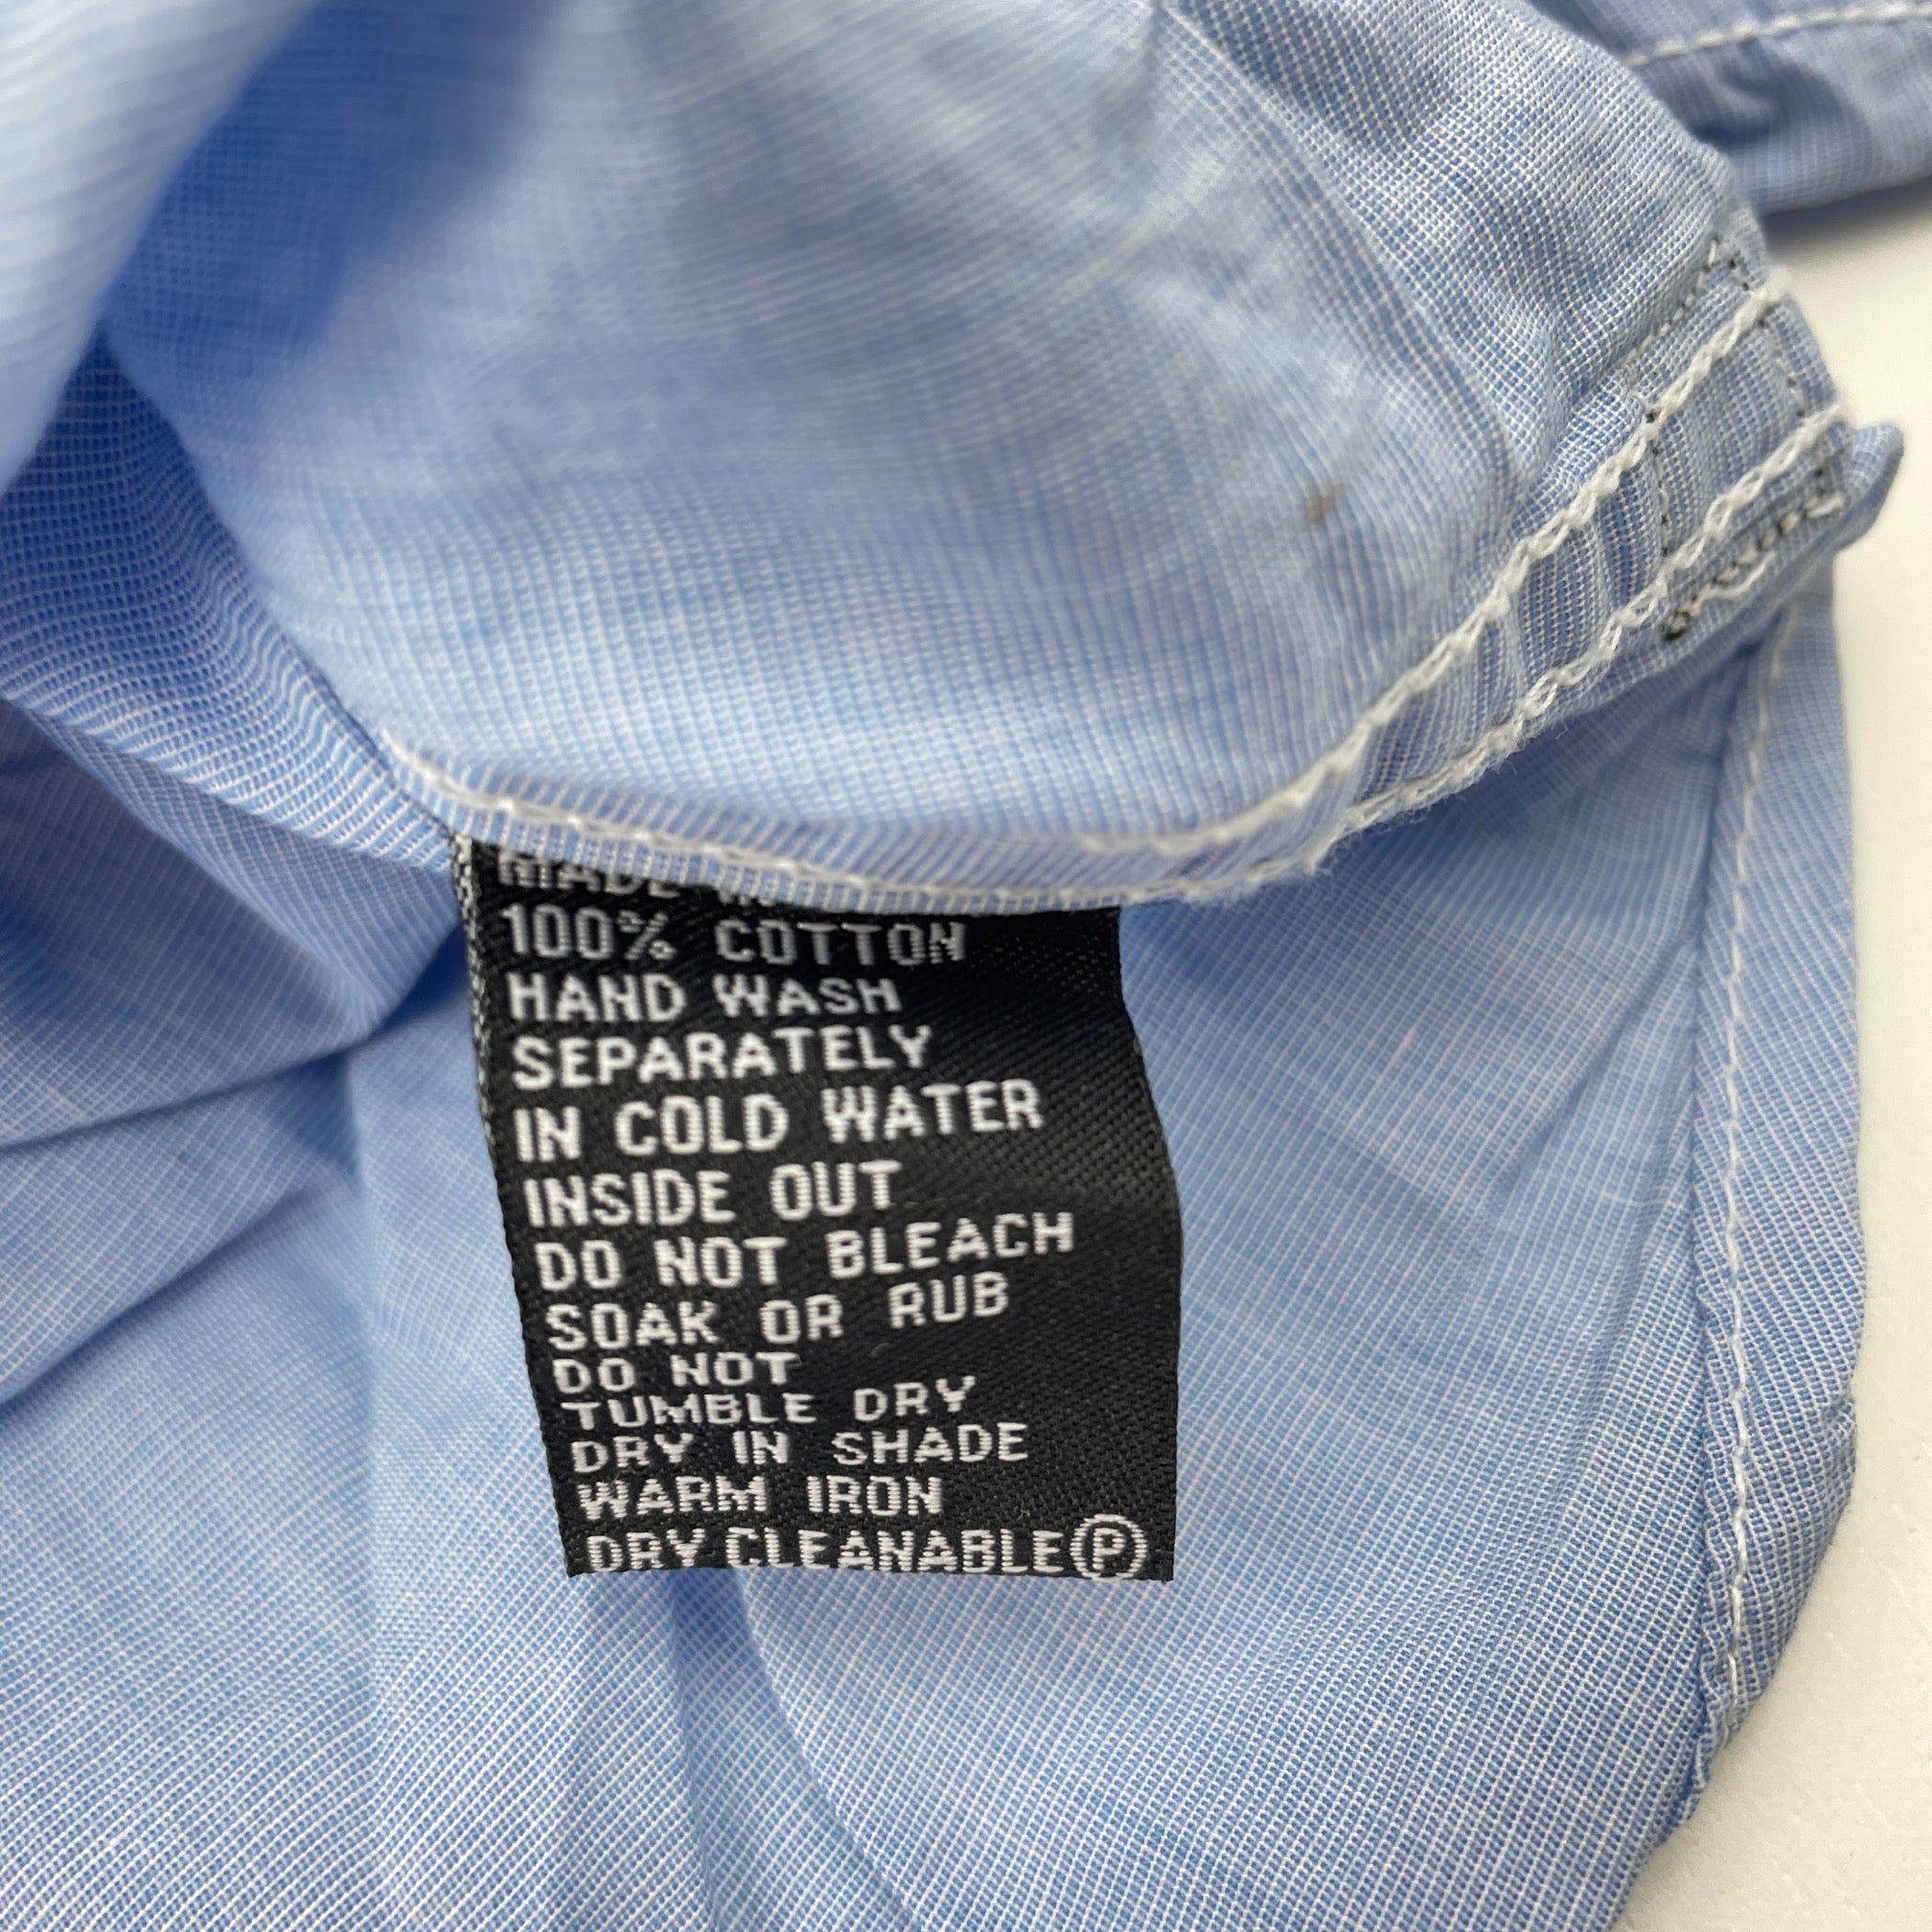 MADE
100% COTTON
HAND WASH
SEPARATELY
IN COLD WATER
INSIDE OUT
DO NOT BLEACH
SOAK OR RUB
DO NOT
TUMBLE DRY
DRY IN SHADE
WARM IRON
DRY CLEANABLE Ⓟ